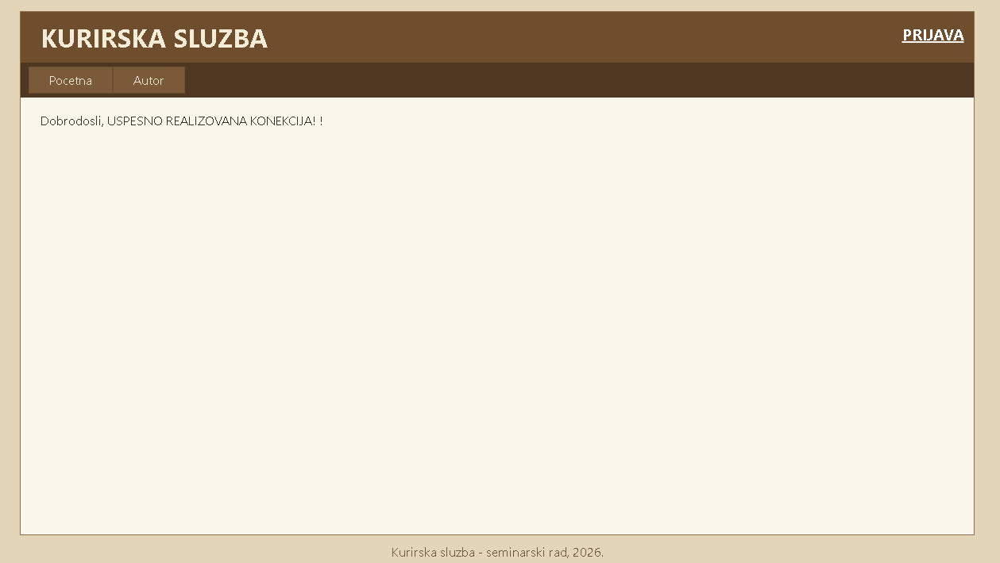 KURIRSKA SLUZBA
PRIJAVA
Pocetna Autor
Dobrodosli, USPESNO REALIZOVANA KONEKCIJA! !
Kurirska sluzba - seminarski rad, 2026.